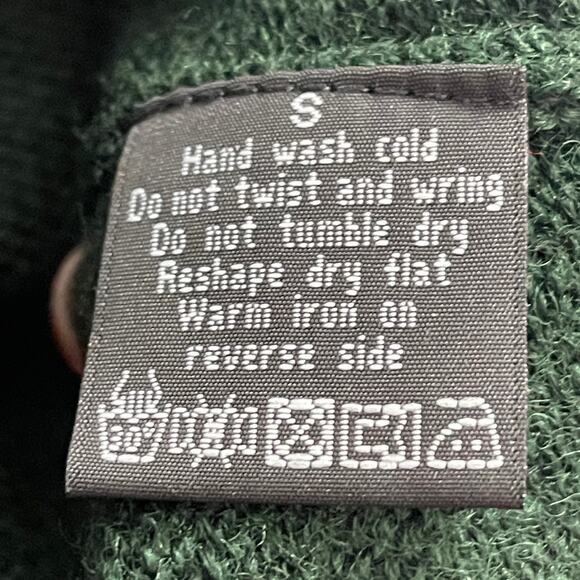 S
Hand wash cold
Do not twist and wring
Do not tumble dry
Reshape dry flat
Warm iron on
reverse side